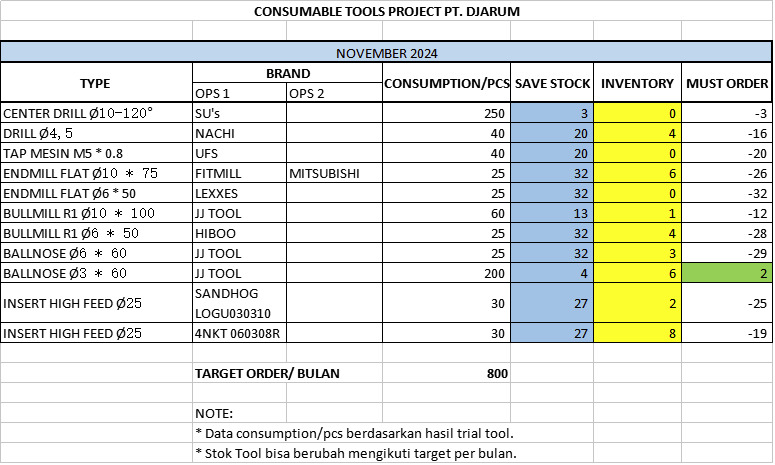 CONSUMABLE TOOLS PROJECT PT. DJARUM
NOVEMBER 2024
TYPE BRAND CONSUMPTION/PCS SAVE STOCK INVENTORY MUST ORDER
OPS 1 OPS 2
CENTER DRILL Ø10-120° SU's 250 3 0 -3
DRILL Ø4,5 NACHI 40 20 4 -16
TAP MESIN M5 * 0.8 UFS 40 20 0 -20
ENDMILL FLAT Ø10 * 75 FITMILL MITSUBISHI 25 32 6 -26
ENDMILL FLAT Ø6 * 50 LEXXES 25 32 0 -32
BULLMILL R1 Ø10 * 100 JJ TOOL 60 13 1 -12
BULLMILL R1 Ø6 * 50 HIBOO 25 32 4 -28
BALLNOSE Ø6 * 60 JJ TOOL 25 32 3 -29
BALLNOSE Ø3 * 60 JJ TOOL 200 4 6 2
INSERT HIGH FEED Ø25 SANDHOG LOGU030310 30 27 2 -25
INSERT HIGH FEED Ø25 4NKT 060308R 30 27 8 -19
TARGET ORDER/ BULAN 800
NOTE:
* Data consumption/pcs berdasarkan hasil trial tool.
* Stok Tool bisa berubah mengikuti target per bulan.